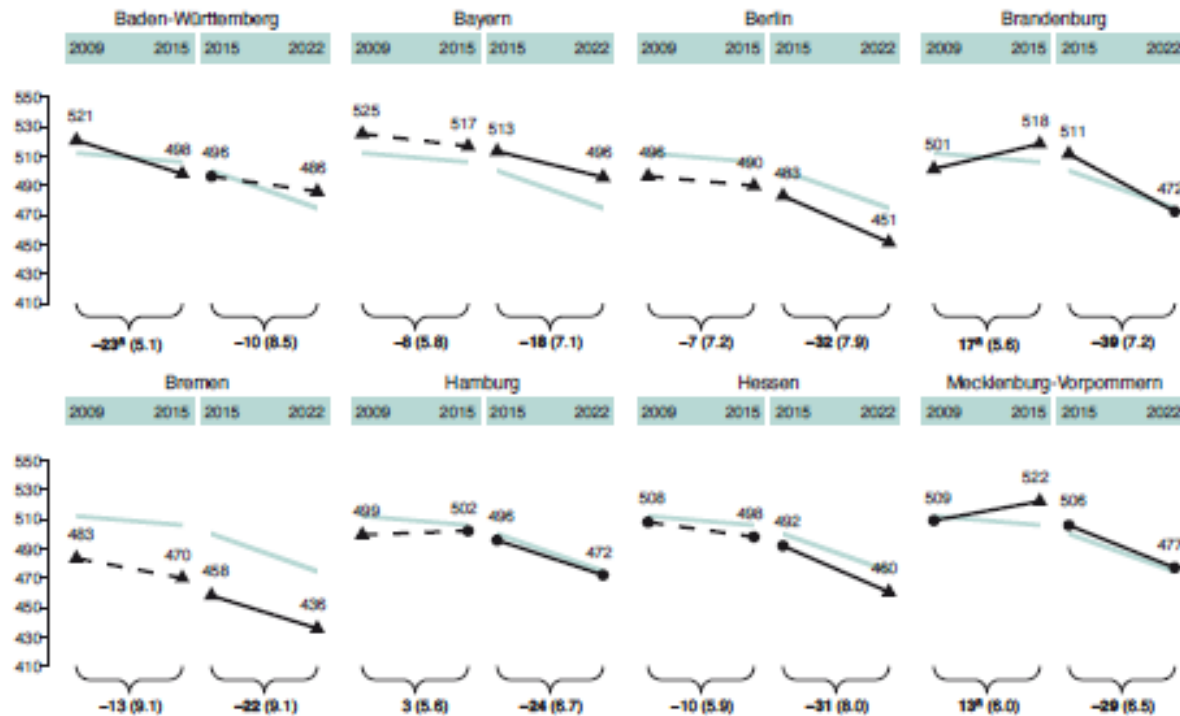 Baden-Württemberg Bayern Berlin Brandenburg
2009 2015 2015 2022 2009 2015 2015 2022 2009 2015 2015 2022 2009 2015 2015 2022
550
530
510
490
470
450
430
410
521 498 496 486
525 517 513 496
496 490 483 451
501 518 511 472
–23ª (5.1) –10 (8.5) –8 (5.8) –18 (7.1) –7 (7.2) –32 (7.9) 17ª (5.6) –39 (7.2)
Bremen Hamburg Hessen Mecklenburg-Vorpommern
2009 2015 2015 2022 2009 2015 2015 2022 2009 2015 2015 2022 2009 2015 2015 2022
550
530
510
490
470
450
430
410
483 470 458 436
499 502 496 472
508 498 492 460
509 522 506 477
–13 (9.1) –22 (9.1) 3 (5.6) –24 (6.7) –10 (5.9) –31 (8.0) 13ª (6.0) –29 (6.5)